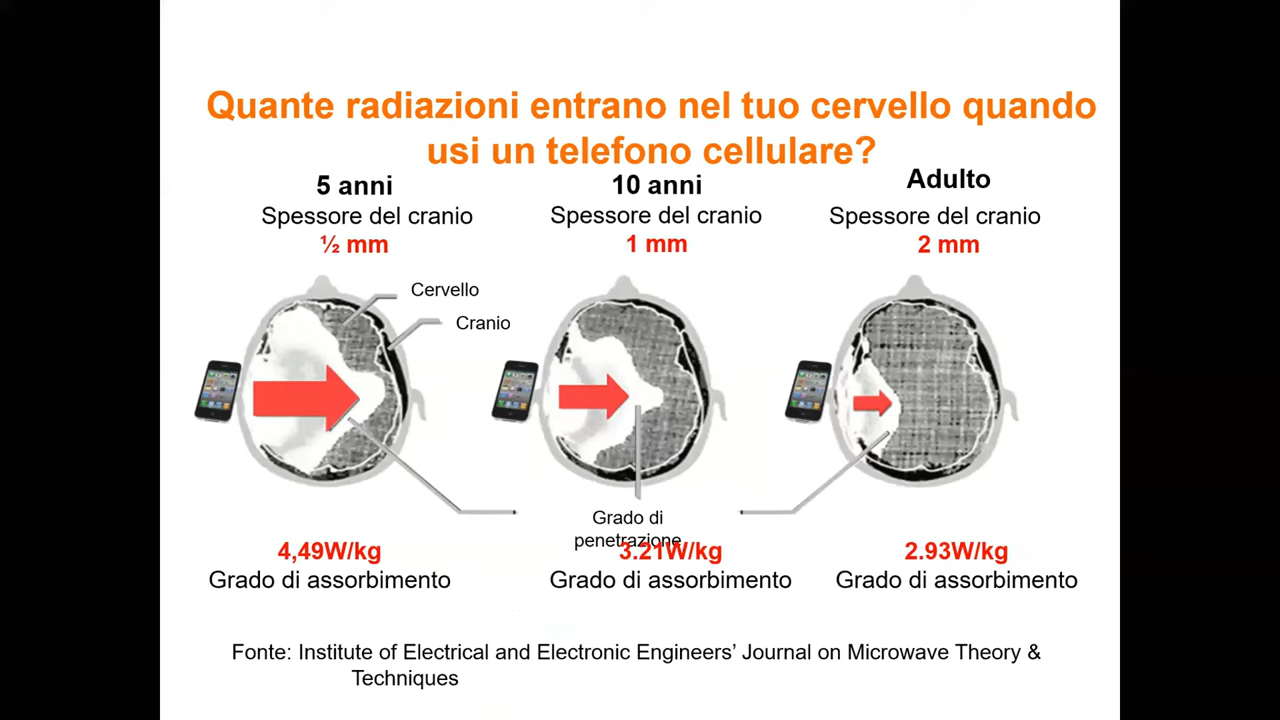 Quante radiazioni entrano nel tuo cervello quando
usi un telefono cellulare?
5 anni
Spessore del cranio
½ mm
10 anni
Spessore del cranio
1 mm
Adulto
Spessore del cranio
2 mm
Cervello
Cranio
Grado di
penetrazione
4,49W/kg
Grado di assorbimento
3.21W/kg
Grado di assorbimento
2.93W/kg
Grado di assorbimento
Fonte: Institute of Electrical and Electronic Engineers’ Journal on Microwave Theory &
Techniques